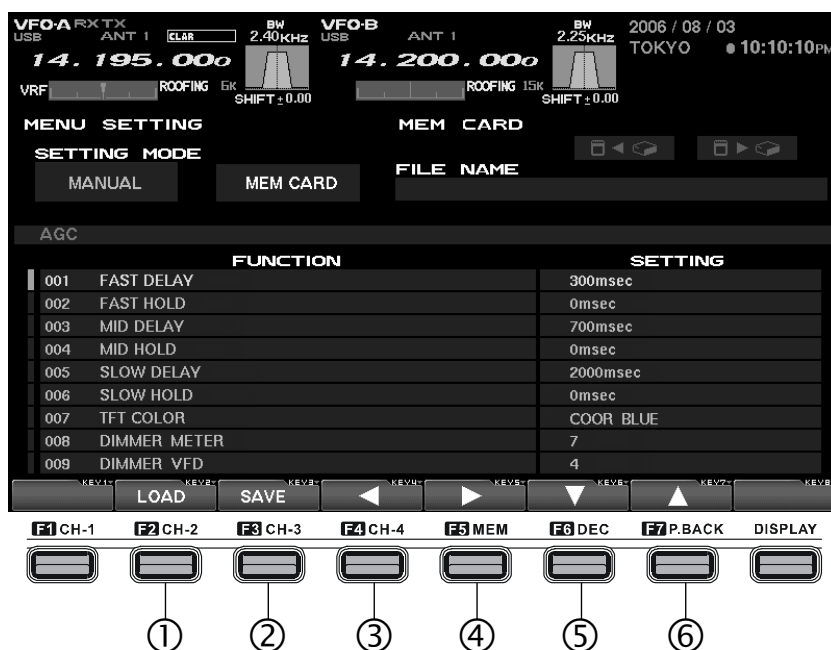 VFO-A RX TX BW VFO-B BW 2006 / 08 / 03
USB ANT 1 CLAR 2.40KHz USB ANT 1 2.25KHz TOKYO 10:10:10PM
14. 195. 00o 14. 200. 00o
VRF ROOFING 6K ROOFING 15K
SHIFT±0.00 SHIFT±0.00
MENU SETTING MEM CARD
SETTING MODE
MANUAL MEM CARD FILE NAME
AGC
FUNCTION SETTING
001 FAST DELAY 300msec
002 FAST HOLD 0msec
003 MID DELAY 700msec
004 MID HOLD 0msec
005 SLOW DELAY 2000msec
006 SLOW HOLD 0msec
007 TFT COLOR COOR BLUE
008 DIMMER METER 7
009 DIMMER VFD 4
KEY1 KEY2 KEY3 KEY4 KEY5 KEY6 KEY7 KEY8
LOAD SAVE ◀ ▶ ▼ ▲
F1 CH-1 F2 CH-2 F3 CH-3 F4 CH-4 F5 MEM F6 DEC F7 P.BACK DISPLAY
① ② ③ ④ ⑤ ⑥